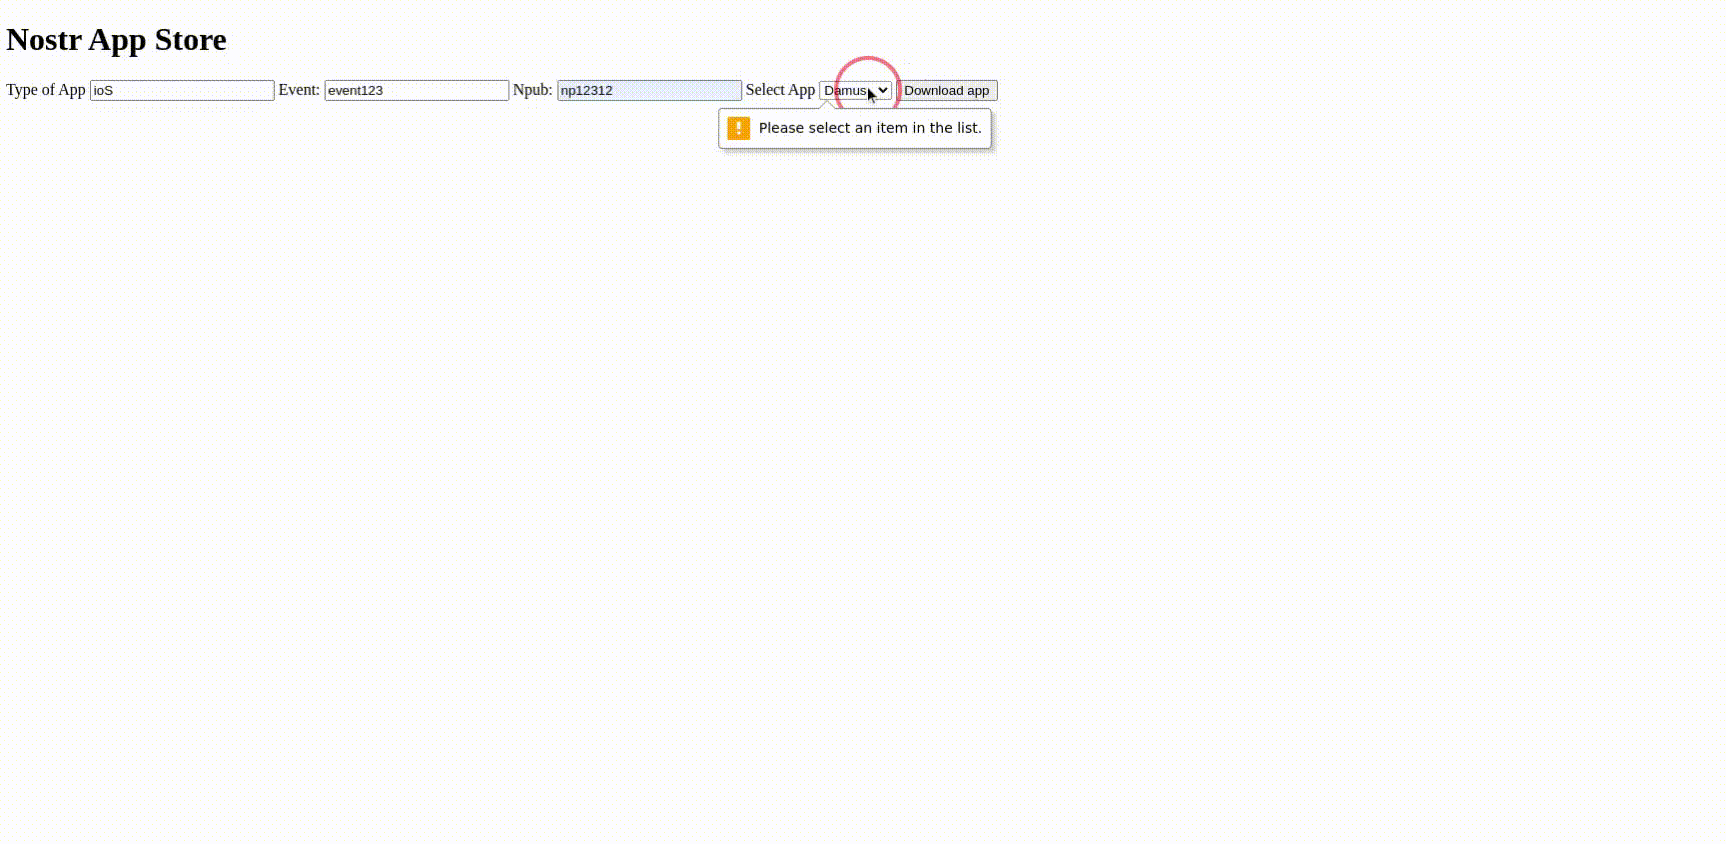 Nostr App Store
Type of App ioS Event: event123 Npub: np12312 Select App Damus Download app
! Please select an item in the list.